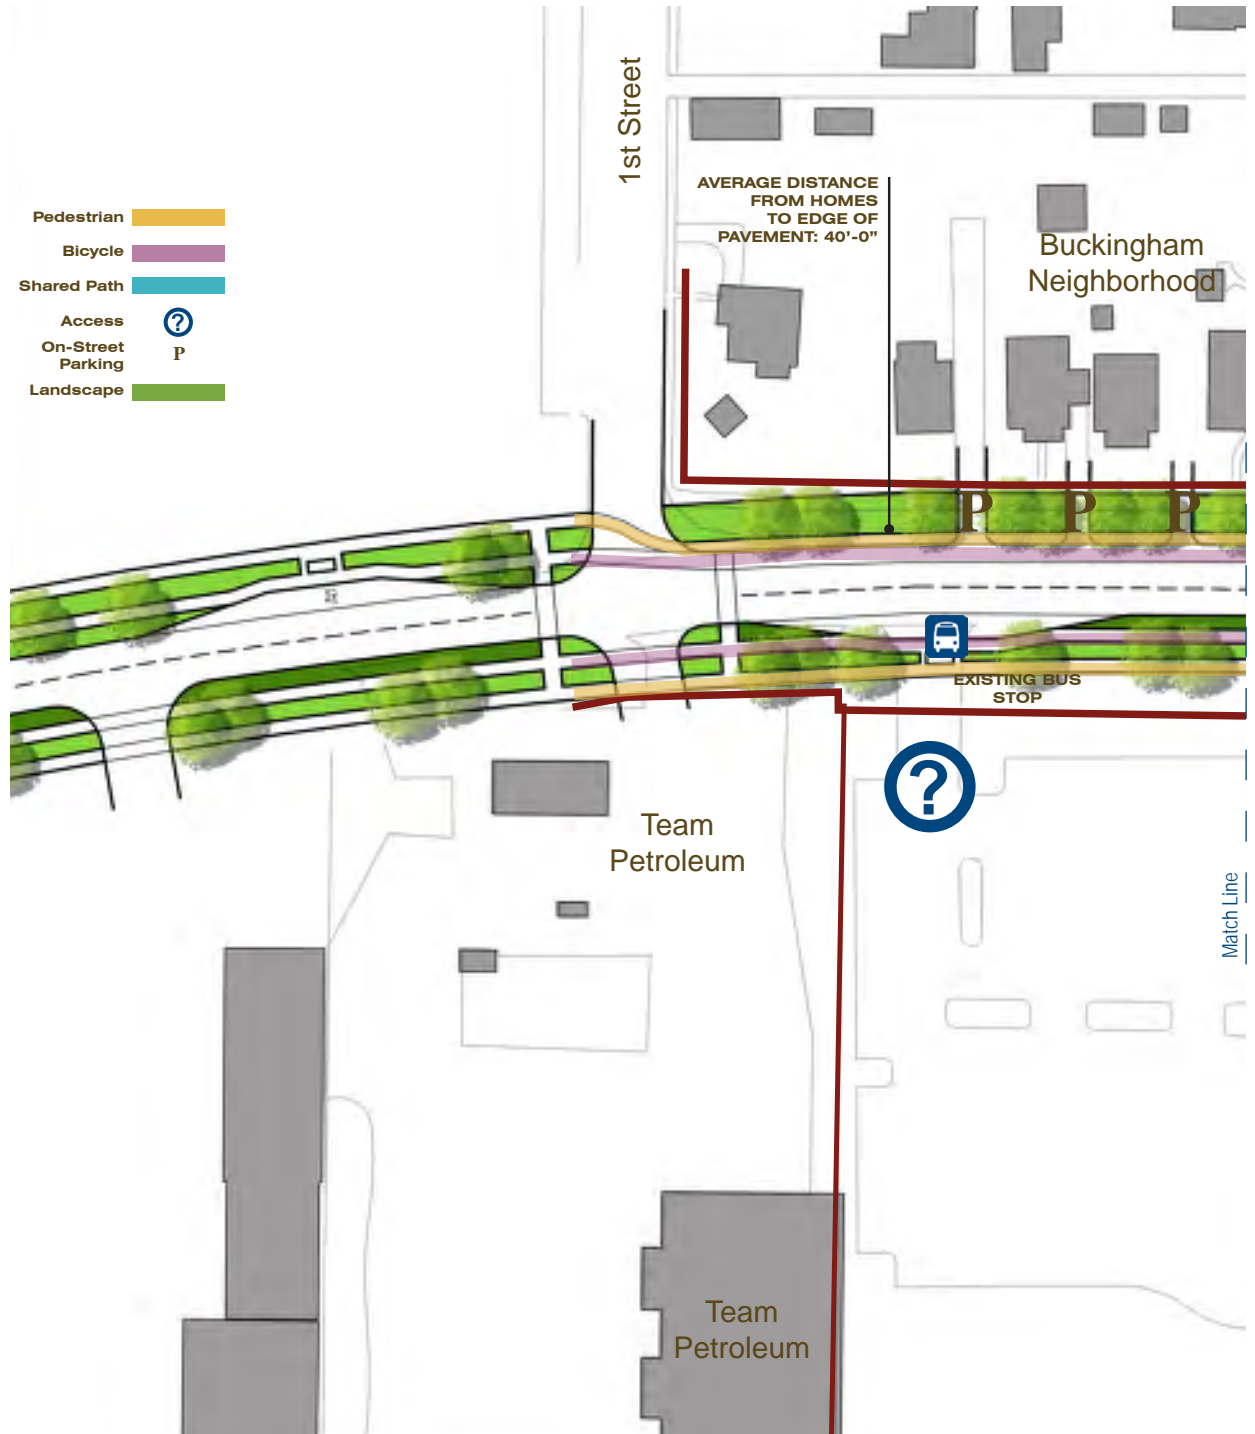 1st Street
AVERAGE DISTANCE
FROM HOMES
TO EDGE OF
PAVEMENT: 40'-0"
Pedestrian
Bicycle
Shared Path
Access
?
On-Street
Parking
P
Landscape
Buckingham
Neighborhood
P
P
P
EXISTING BUS
STOP
?
Team
Petroleum
Match Line
Team
Petroleum